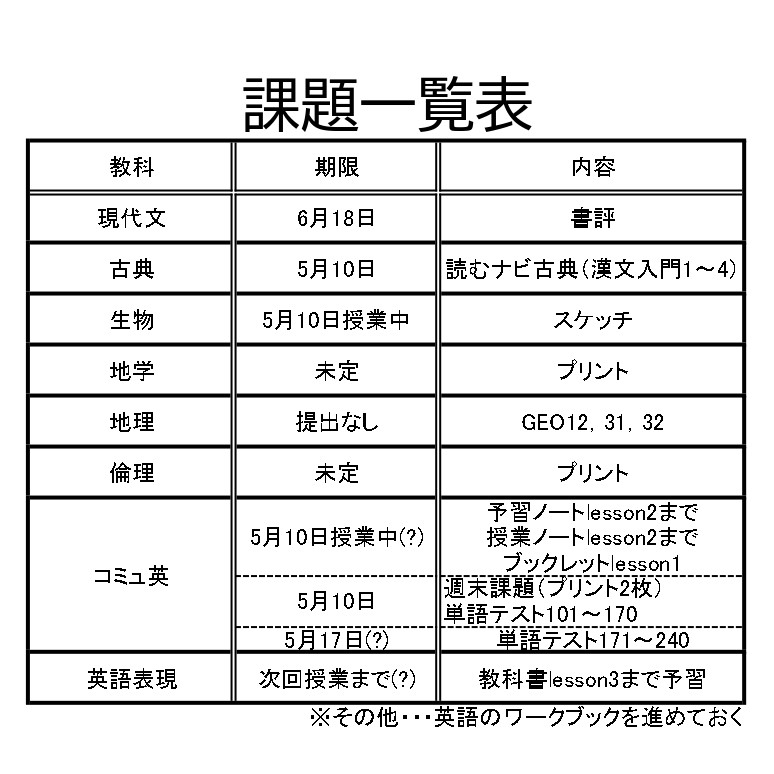 課題一覧表
教科 期限 内容
現代文 6月18日 書評
古典 5月10日 読むナビ古典(漢文入門1～4)
生物 5月10日授業中 スケッチ
地学 未定 プリント
地理 提出なし GEO12, 31, 32
倫理 未定 プリント
コミュ英
5月10日授業中(?)
予習ノートlesson2まで
授業ノートlesson2まで
ブックレットlesson1
5月10日
週末課題(プリント2枚)
単語テスト101～170
5月17日(?) 単語テスト171～240
英語表現 次回授業まで(?) 教科書lesson3まで予習
※その他・・・英語のワークブックを進めておく